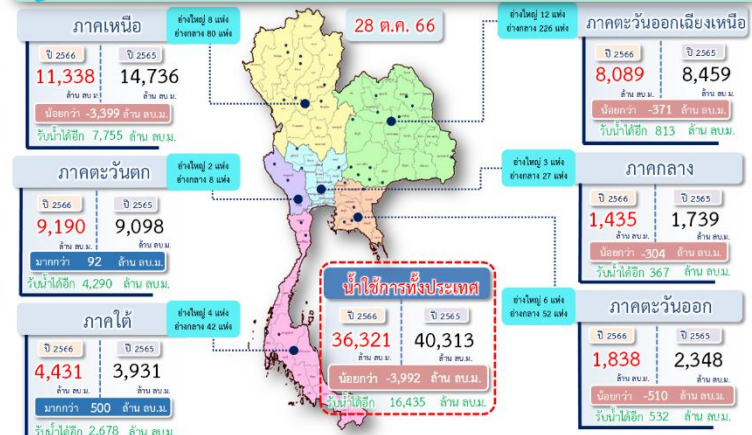 28 ต.ค. 66
ภาคเหนือ
อ่างใหญ่ 8 แห่ง
อ่างกลาง 80 แห่ง
ปี 2566 ปี 2565
11,338 14,736
ล้าน ลบ.ม. ล้าน ลบ.ม.
น้อยกว่า -3,399 ล้าน ลบ.ม.
รับน้ำได้อีก 7,755 ล้าน ลบ.ม.
ภาคตะวันออกเฉียงเหนือ
อ่างใหญ่ 12 แห่ง
อ่างกลาง 226 แห่ง
ปี 2566 ปี 2565
8,089 8,459
ล้าน ลบ.ม. ล้าน ลบ.ม.
น้อยกว่า -371 ล้าน ลบ.ม.
รับน้ำได้อีก 813 ล้าน ลบ.ม.
ภาคตะวันตก
อ่างใหญ่ 2 แห่ง
อ่างกลาง 8 แห่ง
ปี 2566 ปี 2565
9,190 9,098
ล้าน ลบ.ม. ล้าน ลบ.ม.
มากกว่า 92 ล้าน ลบ.ม.
รับน้ำได้อีก 4,290 ล้าน ลบ.ม.
ภาคกลาง
อ่างใหญ่ 3 แห่ง
อ่างกลาง 27 แห่ง
ปี 2566 ปี 2565
1,435 1,739
ล้าน ลบ.ม. ล้าน ลบ.ม.
น้อยกว่า -304 ล้าน ลบ.ม.
รับน้ำได้อีก 367 ล้าน ลบ.ม.
ภาคใต้
อ่างใหญ่ 4 แห่ง
อ่างกลาง 42 แห่ง
ปี 2566 ปี 2565
4,431 3,931
ล้าน ลบ.ม. ล้าน ลบ.ม.
มากกว่า 500 ล้าน ลบ.ม.
รับน้ำได้อีก 2,678 ล้าน ลบ.ม.
น้ำใช้การทั้งประเทศ
ปี 2566 ปี 2565
36,321 40,313
ล้าน ลบ.ม. ล้าน ลบ.ม.
น้อยกว่า -3,992 ล้าน ลบ.ม.
รับน้ำได้อีก 16,435 ล้าน ลบ.ม.
ภาคตะวันออก
อ่างใหญ่ 6 แห่ง
อ่างกลาง 52 แห่ง
ปี 2566 ปี 2565
1,838 2,348
ล้าน ลบ.ม. ล้าน ลบ.ม.
น้อยกว่า -510 ล้าน ลบ.ม.
รับน้ำได้อีก 532 ล้าน ลบ.ม.